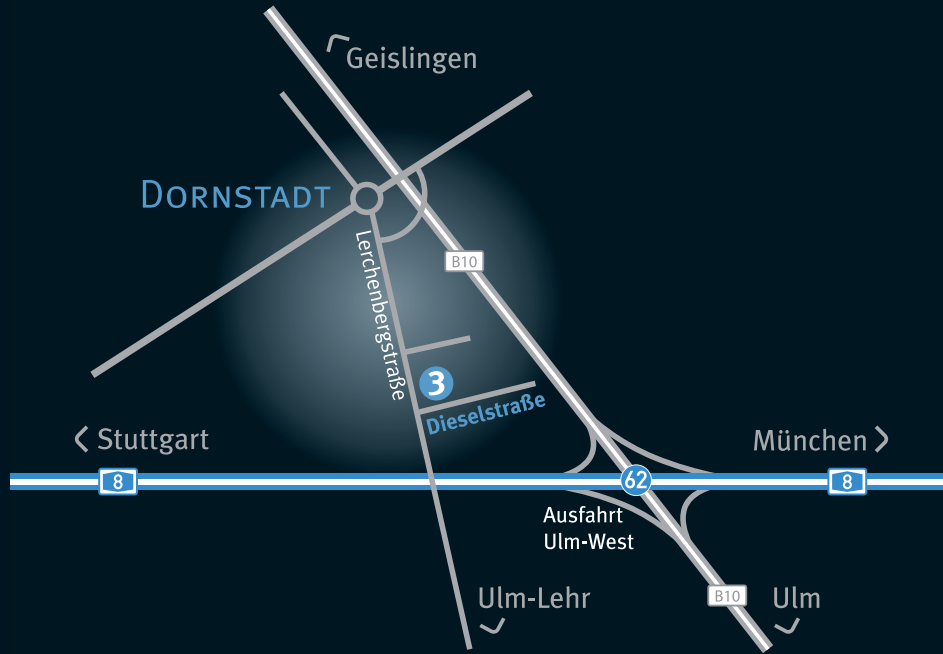 Geislingen
DORNSTADT
B10
Lerchenbergstraße
3
Dieselstraße
Stuttgart
München
8
62
8
Ausfahrt
Ulm-West
Ulm-Lehr
B10
Ulm